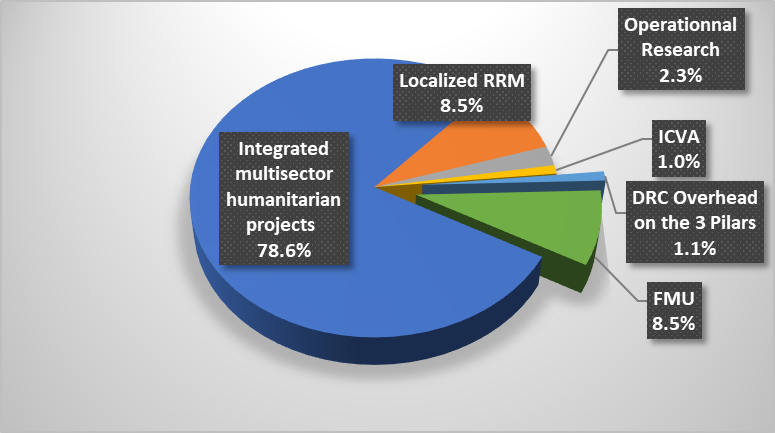 Operationnal
Research
2.3%
Localized RRM
8.5%
ICVA
1.0%
Integrated
multisector
humanitarian
projects
78.6%
DRC Overhead
on the 3 Pilars
1.1%
FMU
8.5%